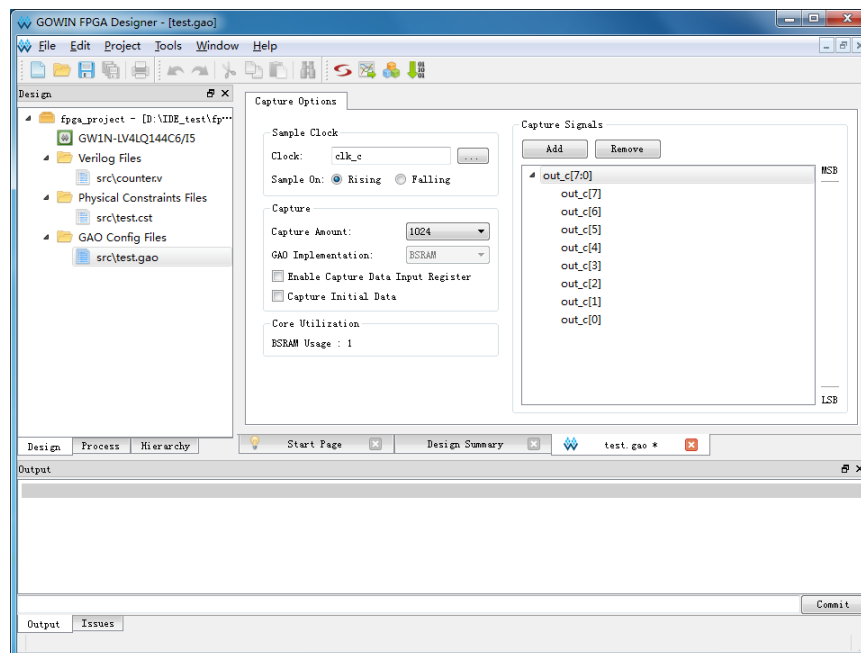 GOWIN FPGA Designer - [test.gao]
File Edit Project Tools Window Help
Design
fpga_project - [D:\IDE_test\fp...
GW1N-LV4LQ144C6/I5
Verilog Files
src\counter.v
Physical Constraints Files
src\test.cst
GAO Config Files
src\test.gao
Design Process Hierarchy
Capture Options
Sample Clock
Clock: clk_c ...
Sample On: Rising Falling
Capture
Capture Amount: 1024
GAO Implementation: BSRAM
Enable Capture Data Input Register
Capture Initial Data
Core Utilization
BSRAM Usage : 1
Capture Signals
Add Remove
out_c[7:0]
out_c[7]
out_c[6]
out_c[5]
out_c[4]
out_c[3]
out_c[2]
out_c[1]
out_c[0]
MSB
LSB
Start Page Design Summary test.gao *
Output
Commit
Output Issues